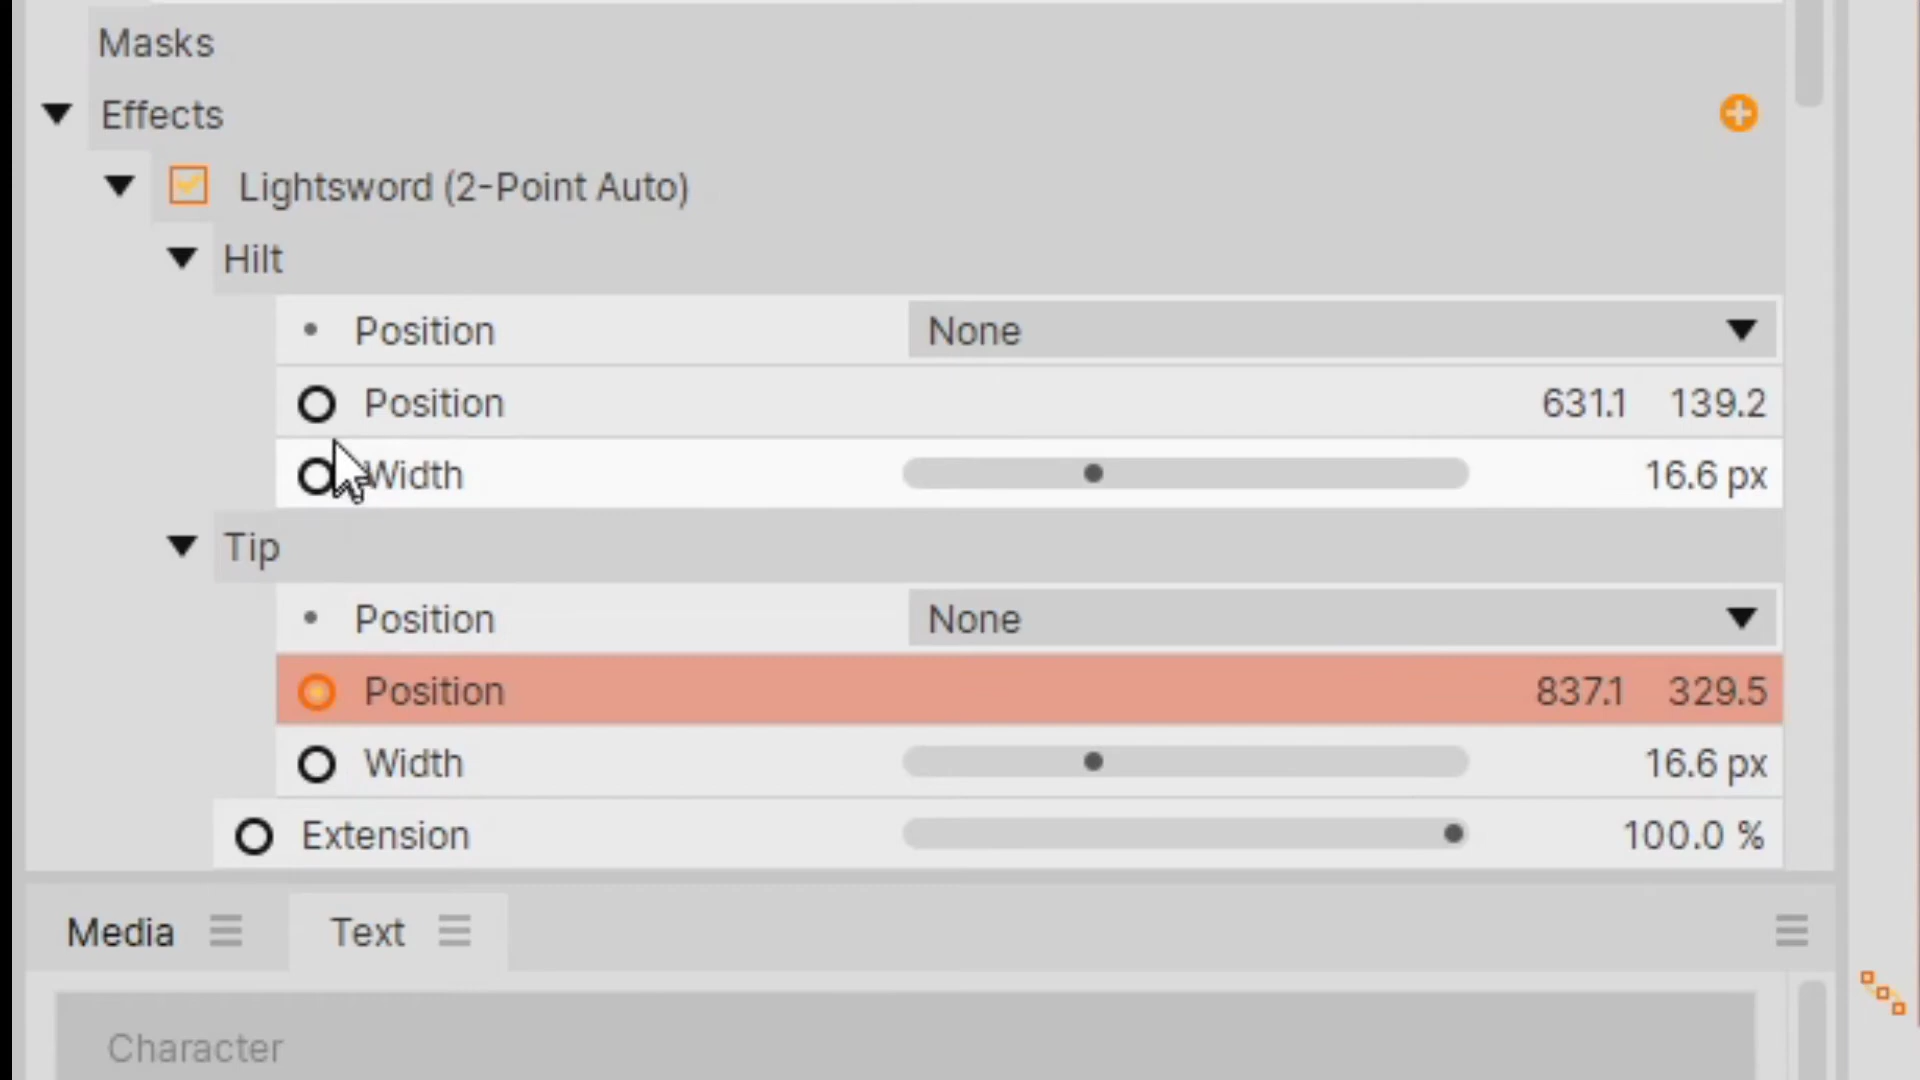 Masks
Effects
Lightsword (2-Point Auto)
Hilt
Position None
Position 631.1 139.2
Width 16.6 px
Tip
Position None
Position 837.1 329.5
Width 16.6 px
Extension 100.0 %
Media Text
Character